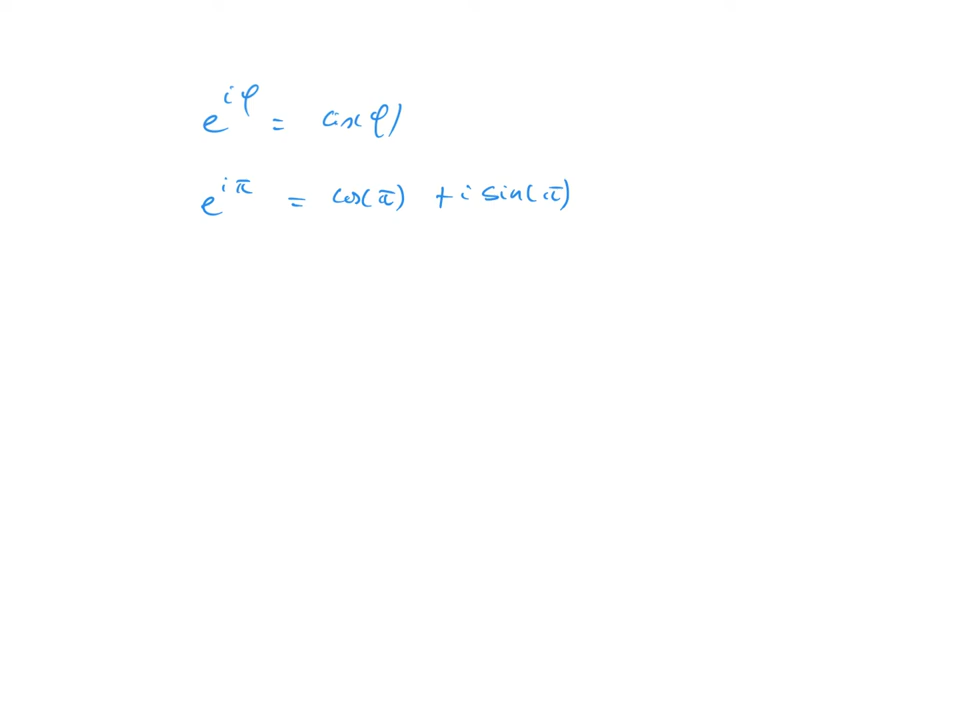 e^{iφ} = cis(φ)
e^{iπ} = cos(π) + i sin(π)